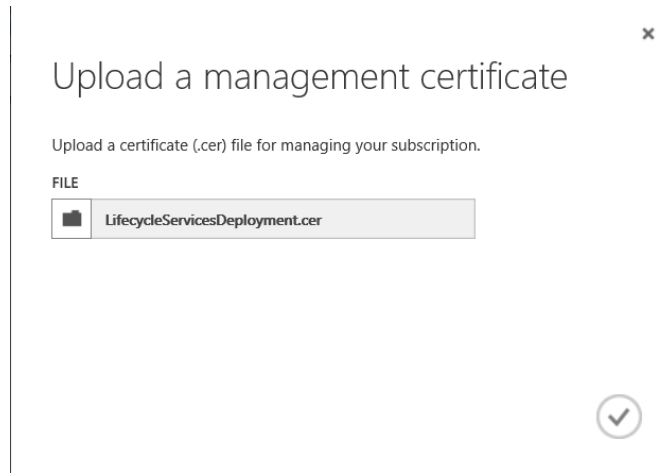 Upload a management certificate
Upload a certificate (.cer) file for managing your subscription.
FILE
LifecycleServicesDeployment.cer